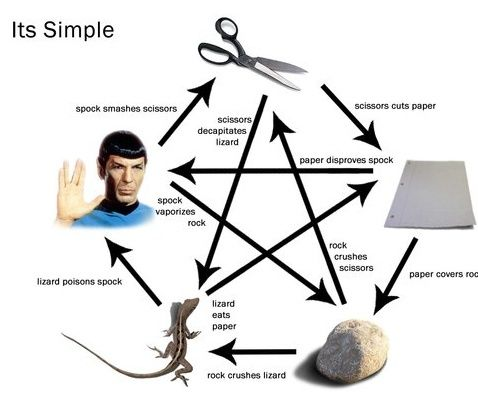 Its Simple
spock smashes scissors
scissors cuts paper
scissors
decapitates
lizard
paper disproves spock
spock
vaporizes
rock
rock
crushes
scissors
paper covers roc
lizard poisons spock
lizard
eats
paper
rock crushes lizard